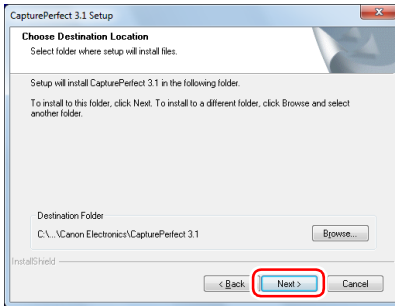 CapturePerfect 3.1 Setup
Choose Destination Location
Select folder where setup will install files.
Setup will install CapturePerfect 3.1 in the following folder.
To install to this folder, click Next. To install to a different folder, click Browse and select
another folder.
Destination Folder
C:\...\Canon Electronics\CapturePerfect 3.1
Browse...
InstallShield
< Back
Next >
Cancel